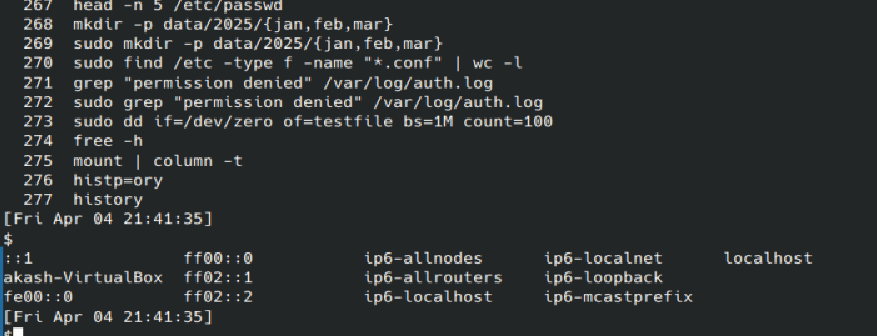 267  head -n 5 /etc/passwd
268  mkdir -p data/2025/{jan,feb,mar}
269  sudo mkdir -p data/2025/{jan,feb,mar}
270  sudo find /etc -type f -name "*.conf" | wc -l
271  grep "permission denied" /var/log/auth.log
272  sudo grep "permission denied" /var/log/auth.log
273  sudo dd if=/dev/zero of=testfile bs=1M count=100
274  free -h
275  mount | column -t
276  histp=ory
277  history
[Fri Apr 04 21:41:35]
$
::1              ff00::0          ip6-allnodes     ip6-localnet     localhost
akash-VirtualBox ff02::1          ip6-allrouters   ip6-loopback
fe00::0          ff02::2          ip6-localhost    ip6-mcastprefix
[Fri Apr 04 21:41:35]
$